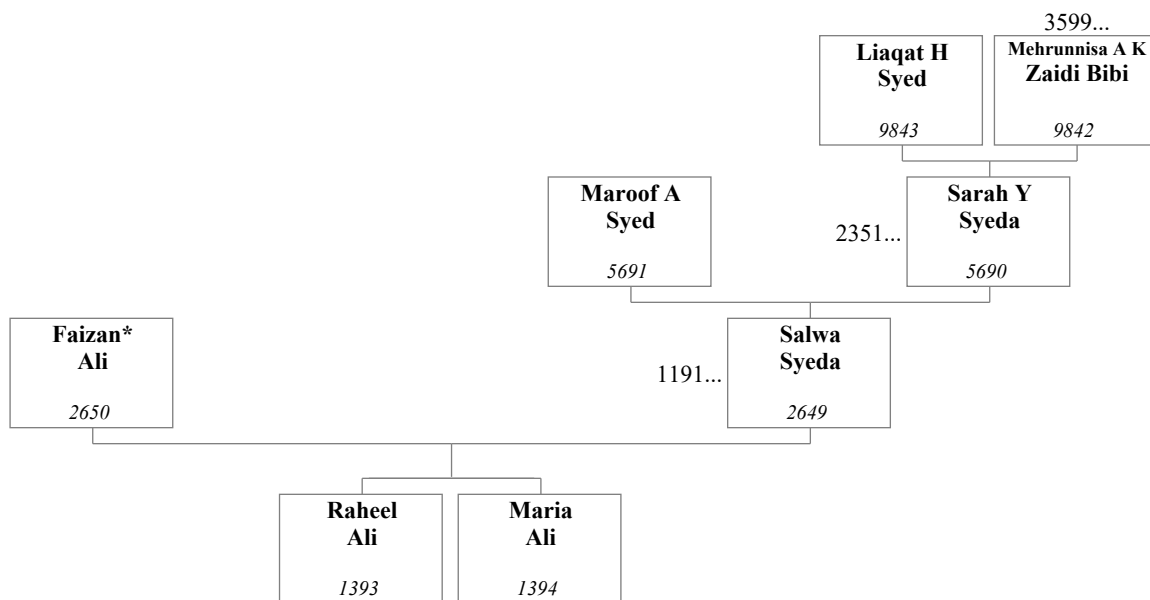 3599...
Liaqat H
Syed
9843
Mehrunnisa A K
Zaidi Bibi
9842
Maroof A
Syed
5691
2351...
Sarah Y
Syeda
5690
Faizan*
Ali
2650
1191...
Salwa
Syeda
2649
Raheel
Ali
1393
Maria
Ali
1394